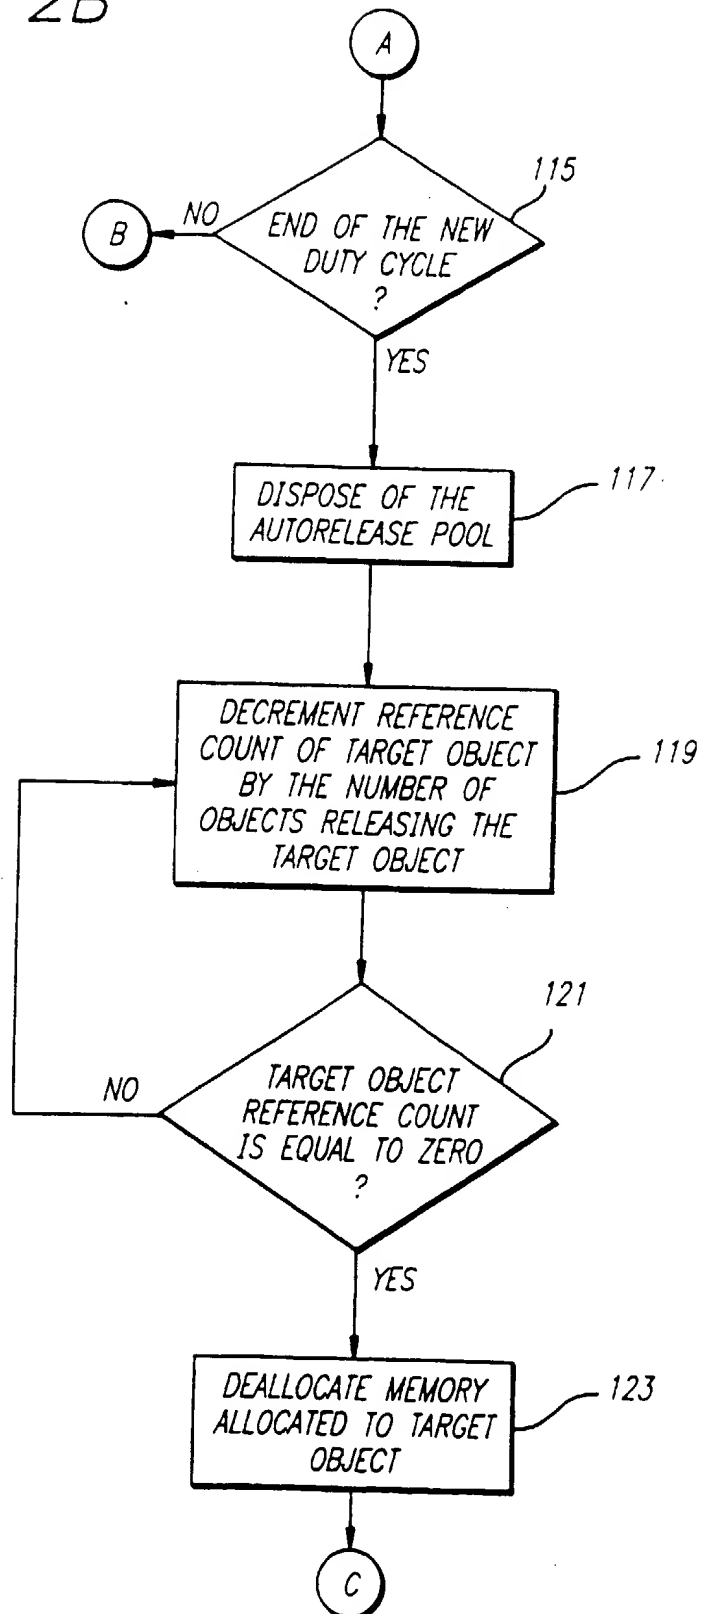 2B
A
115
NO
B
END OF THE NEW
DUTY CYCLE
?
YES
117
DISPOSE OF THE
AUTORELEASE POOL
DECREMENT REFERENCE
COUNT OF TARGET OBJECT
BY THE NUMBER OF
OBJECTS RELEASING THE
TARGET OBJECT
119
121
NO
TARGET OBJECT
REFERENCE COUNT
IS EQUAL TO ZERO
?
YES
DEALLOCATE MEMORY
ALLOCATED TO TARGET
OBJECT
123
C